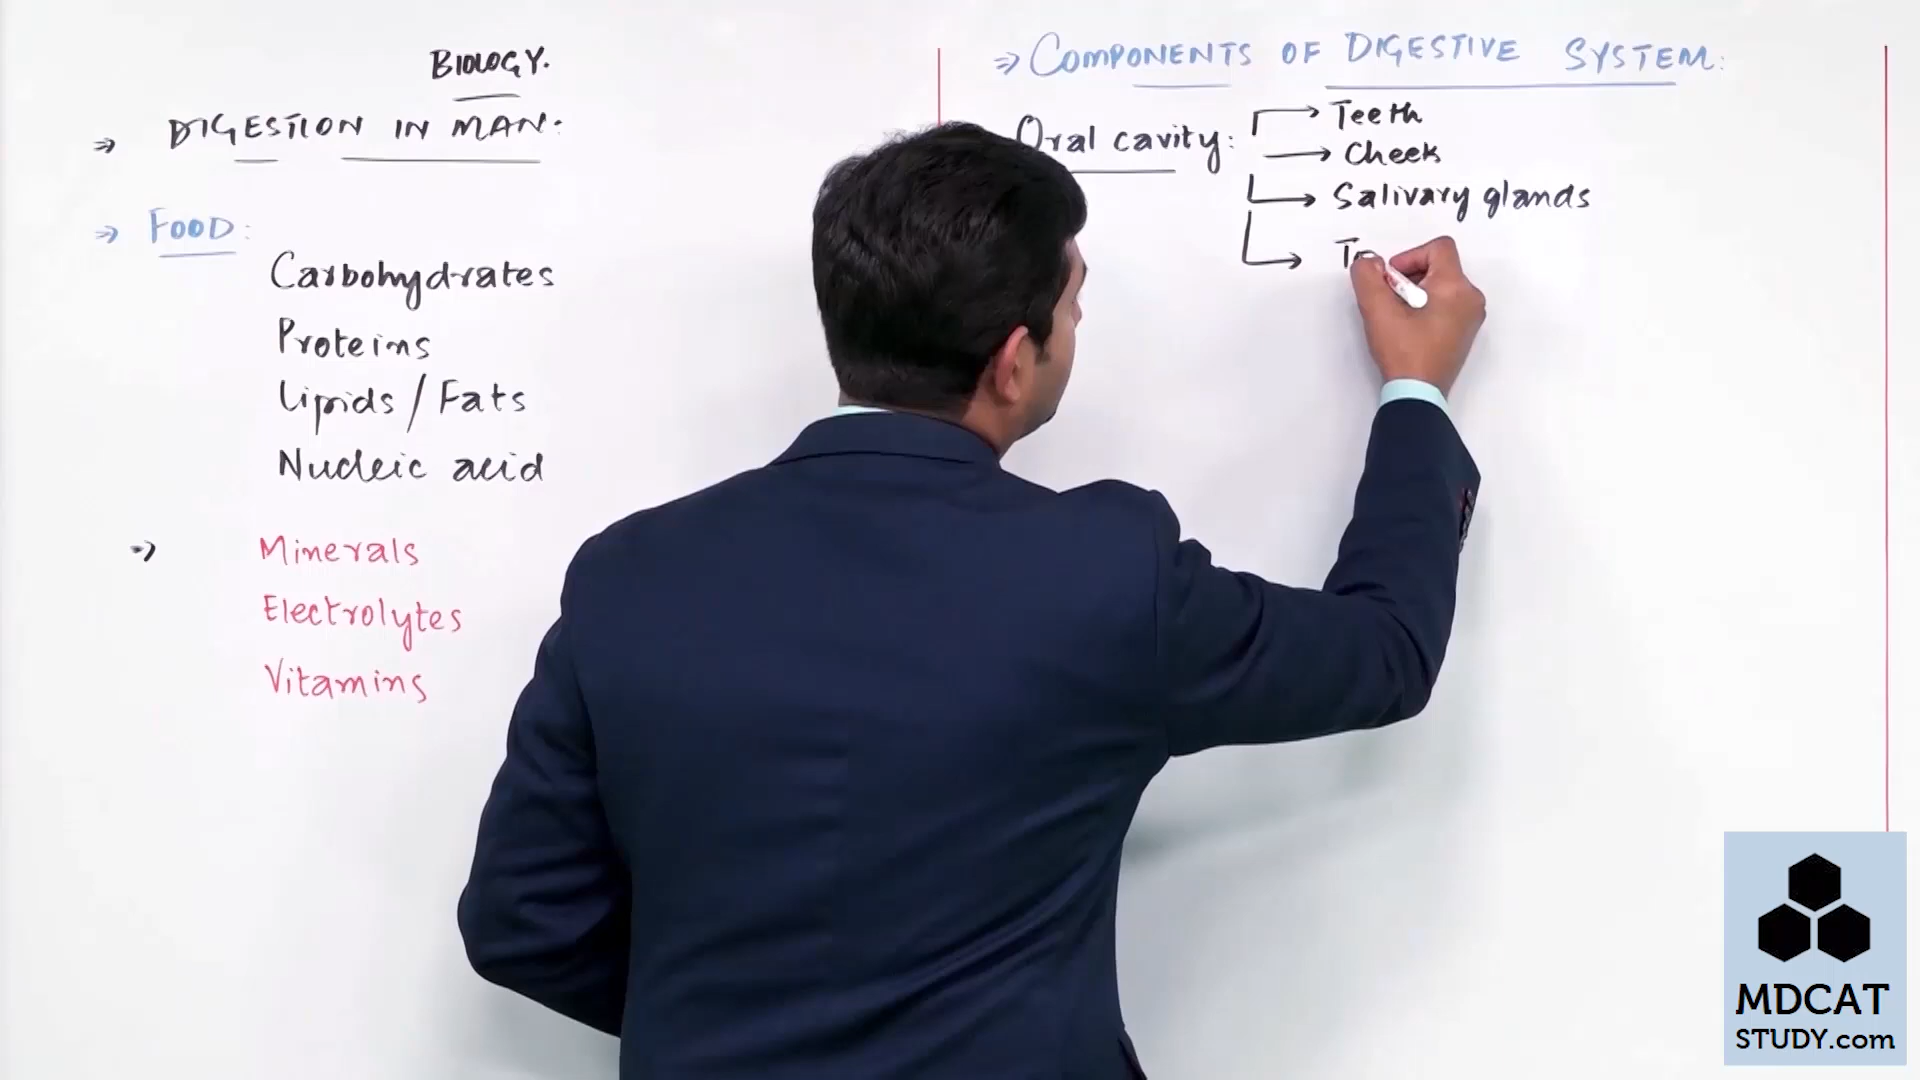 BIOLOGY.
⇒ DIGESTION IN MAN:
⇒ FOOD:
Carbohydrates
Proteins
Lipids / Fats
Nucleic acid
⇒ Minerals
Electrolytes
Vitamins
⇒ COMPONENTS OF DIGESTIVE SYSTEM:
Oral cavity:
→ Teeth
→ Cheek
→ Salivary glands
→ To
MDCAT
STUDY.com